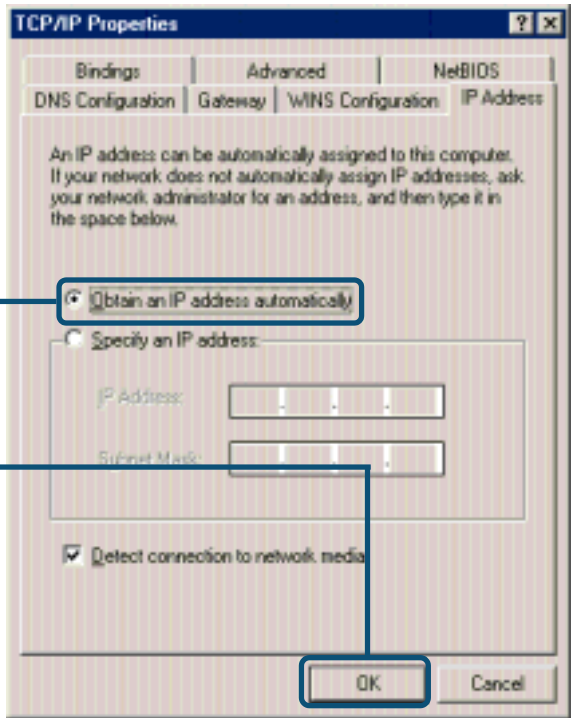 TCP/IP Properties
Bindings Advanced NetBIOS
DNS Configuration Gateway WINS Configuration IP Address
An IP address can be automatically assigned to this computer.
If your network does not automatically assign IP addresses, ask
your network administrator for an address, and then type it in
the space below.
Obtain an IP address automatically
Specify an IP address:
IP Address:
Subnet Mask:
Detect connection to network media
OK Cancel